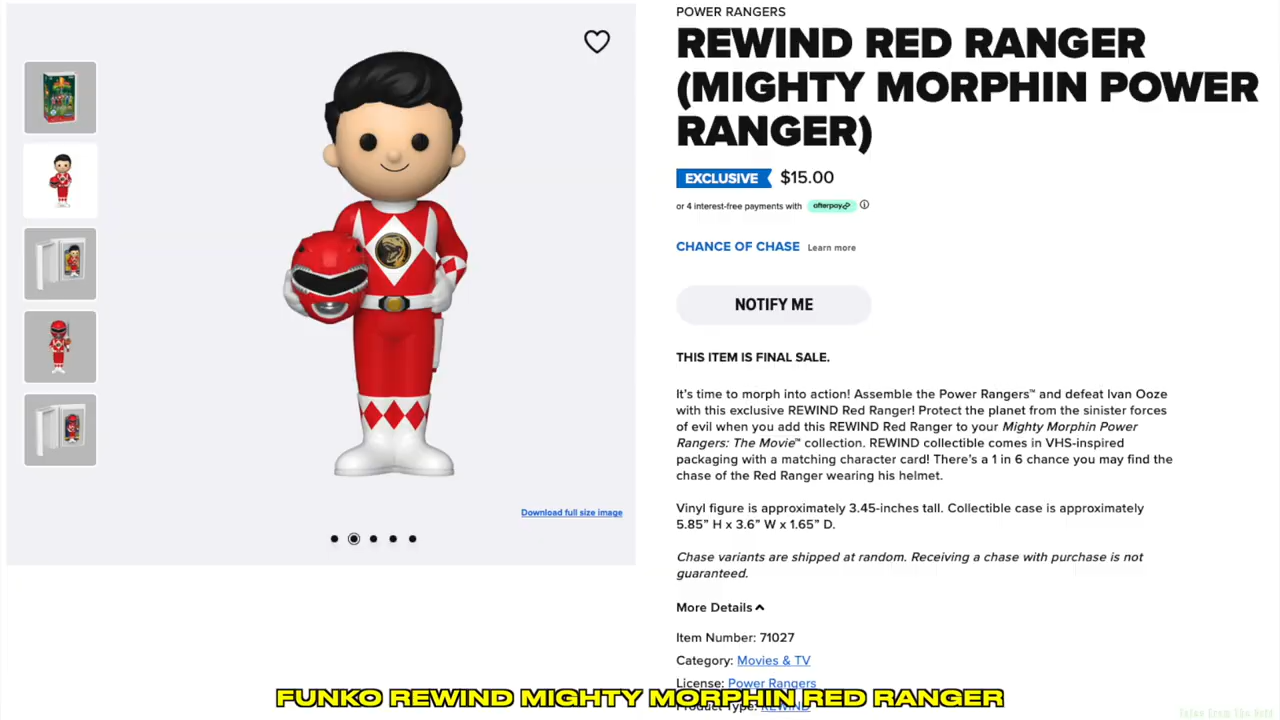 POWER RANGERS
REWIND RED RANGER
(MIGHTY MORPHIN POWER
RANGER)
EXCLUSIVE $15.00
or 4 interest-free payments with afterpay
CHANCE OF CHASE Learn more
NOTIFY ME
THIS ITEM IS FINAL SALE.
It's time to morph into action! Assemble the Power Rangers™ and defeat Ivan Ooze
with this exclusive REWIND Red Ranger! Protect the planet from the sinister forces
of evil when you add this REWIND Red Ranger to your Mighty Morphin Power
Rangers: The Movie™ collection. REWIND collectible comes in VHS-inspired
packaging with a matching character card! There's a 1 in 6 chance you may find the
chase of the Red Ranger wearing his helmet.
Vinyl figure is approximately 3.45-inches tall. Collectible case is approximately
5.85” H x 3.6” W x 1.65” D.
Chase variants are shipped at random. Receiving a chase with purchase is not
guaranteed.
More Details
Item Number: 71027
Category: Movies & TV
License: Power Rangers
Product Type: REWIND
Download full size image
FUNKO REWIND MIGHTY MORPHIN RED RANGER